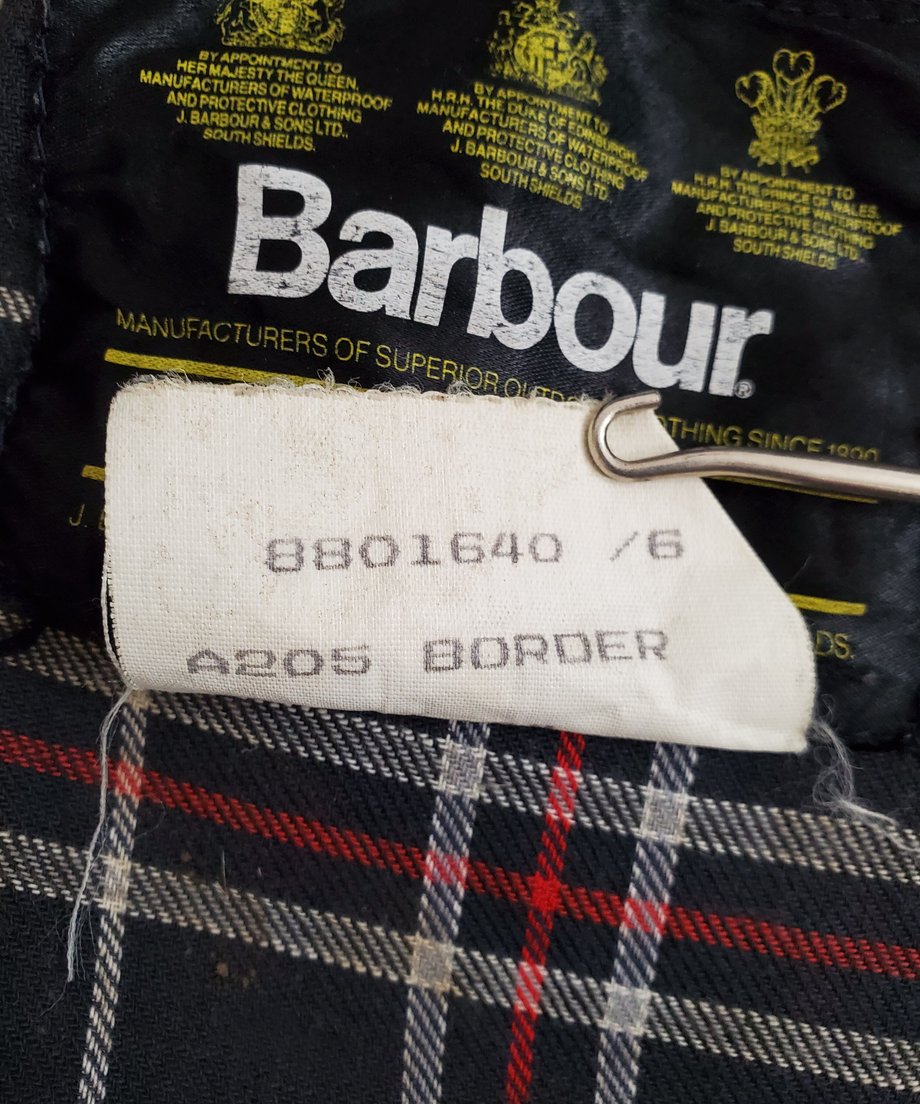 BY APPOINTMENT TO
HER MAJESTY THE QUEEN.
MANUFACTURERS OF WATERPROOF
AND PROTECTIVE CLOTHING
J. BARBOUR & SONS LTD.,
SOUTH SHIELDS.
BY APPOINTMENT TO
H.R.H. THE DUKE OF EDINBURGH.
MANUFACTURERS OF WATERPROOF
AND PROTECTIVE CLOTHING
J. BARBOUR & SONS LTD.
SOUTH SHIELDS.
BY APPOINTMENT TO
H.R.H. THE PRINCE OF WALES.
MANUFACTURERS OF WATERPROOF
AND PROTECTIVE CLOTHING
J. BARBOUR & SONS LTD.
SOUTH SHIELDS
Barbour®
MANUFACTURERS OF SUPERIOR SINCE
8801640 /6
A205 BORDER